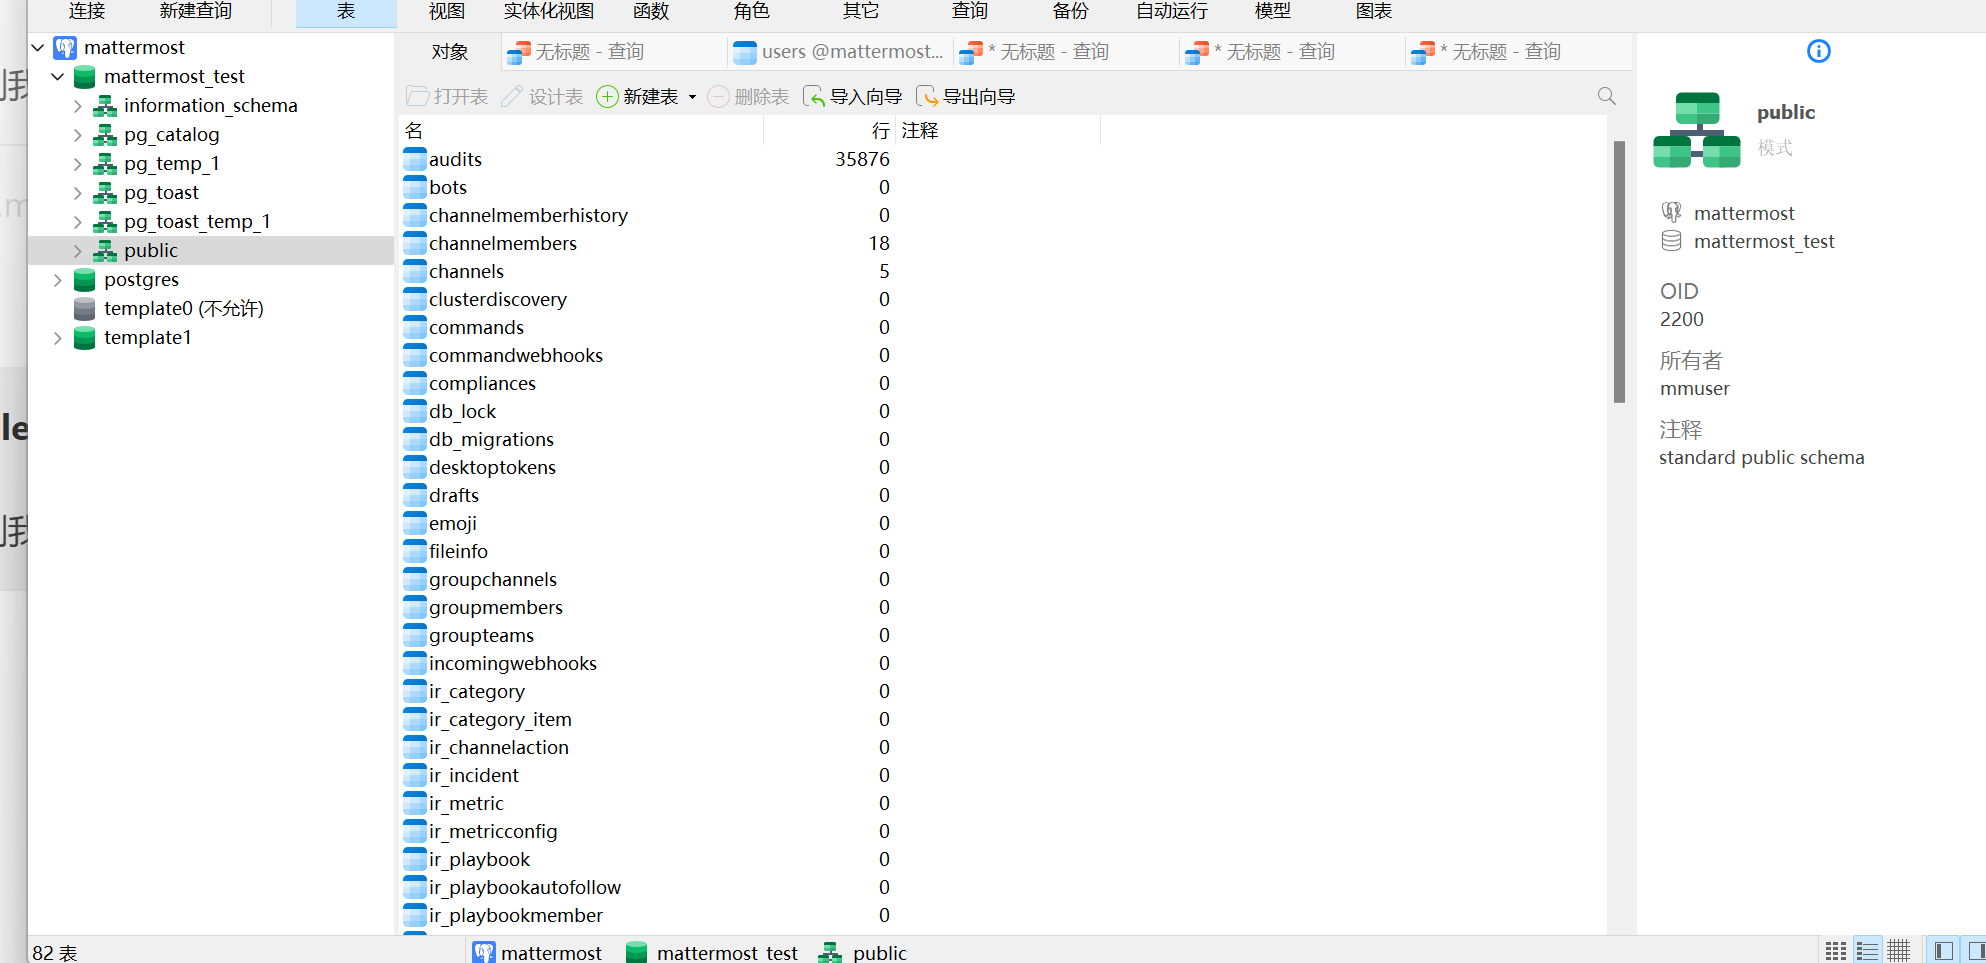 连接 新建查询 表 视图 实体化视图 函数 角色 其它 查询 备份 自动运行 模型 图表
mattermost
mattermost_test
information_schema
pg_catalog
pg_temp_1
pg_toast
pg_toast_temp_1
public
postgres
template0 (不允许)
template1
对象 无标题 - 查询 users @mattermost... * 无标题 - 查询 * 无标题 - 查询 * 无标题 - 查询
打开表 设计表 新建表 删除表 导入向导 导出向导
名 行 注释
audits 35876
bots 0
channelmemberhistory 0
channelmembers 18
channels 5
clusterdiscovery 0
commands 0
commandwebhooks 0
compliances 0
db_lock 0
db_migrations 0
desktoptokens 0
drafts 0
emoji 0
fileinfo 0
groupchannels 0
groupmembers 0
groupteams 0
incomingwebhooks 0
ir_category 0
ir_category_item 0
ir_channelaction 0
ir_incident 0
ir_metric 0
ir_metricconfig 0
ir_playbook 0
ir_playbookautofollow 0
ir_playbookmember 0
public
模式
mattermost
mattermost_test
OID
2200
所有者
mmuser
注释
standard public schema
82 表 mattermost mattermost_test public